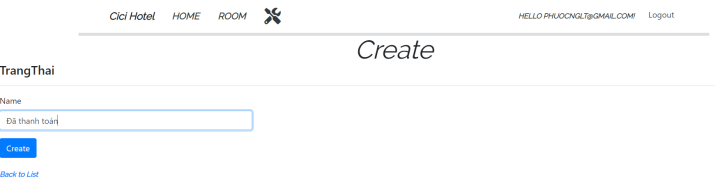 Cici Hotel HOME ROOM HELLO PHUOCNGLT@GMAIL.COM! Logout
Create
TrangThai
Name
Đã thanh toán
Create
Back to List